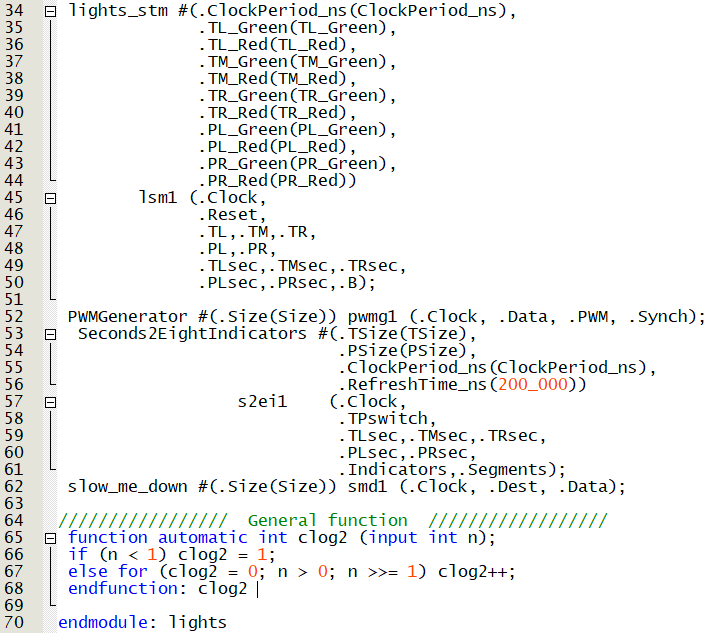 34 lights_stm #(.ClockPeriod_ns(ClockPeriod_ns),
35 .TL_Green(TL_Green),
36 .TL_Red(TL_Red),
37 .TM_Green(TM_Green),
38 .TM_Red(TM_Red),
39 .TR_Green(TR_Green),
40 .TR_Red(TR_Red),
41 .PL_Green(PL_Green),
42 .PL_Red(PL_Red),
43 .PR_Green(PR_Green),
44 .PR_Red(PR_Red))
45 lsm1 (.Clock,
46 .Reset,
47 .TL,.TM,.TR,
48 .PL,.PR,
49 .TLsec,.TMsec,.TRsec,
50 .PLsec,.PRsec,.B);
51
52 PWMGenerator #(.Size(Size)) pwmg1 (.Clock, .Data, .PWM, .Synch);
53 Seconds2EightIndicators #(.TSize(TSize),
54 .PSize(PSize),
55 .ClockPeriod_ns(ClockPeriod_ns),
56 .RefreshTime_ns(200_000))
57 s2ei1 (.Clock,
58 .TPswitch,
59 .TLsec,.TMsec,.TRsec,
60 .PLsec,.PRsec,
61 .Indicators,.Segments);
62 slow_me_down #(.Size(Size)) smd1 (.Clock, .Dest, .Data);
63
64 ///////////////// General function //////////////////
65 function automatic int clog2 (input int n);
66 if (n < 1) clog2 = 1;
67 else for (clog2 = 0; n > 0; n >>= 1) clog2++;
68 endfunction: clog2
69
70 endmodule: lights